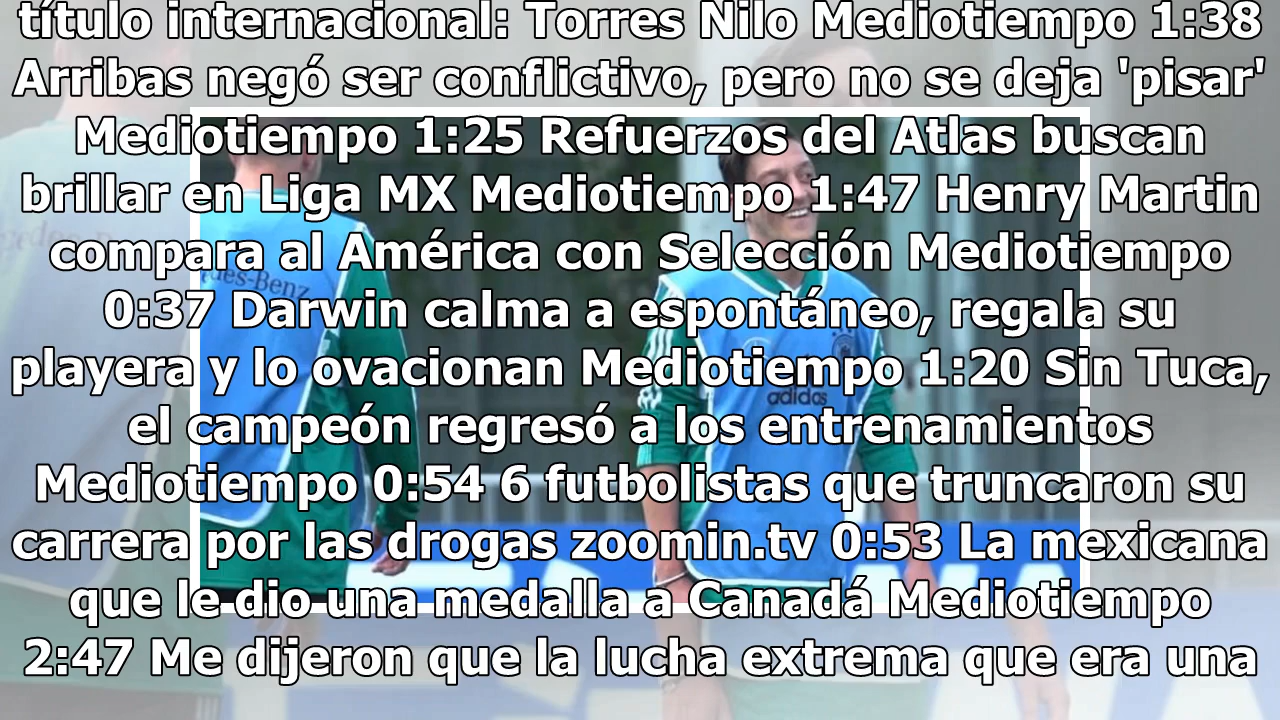 título internacional: Torres Nilo Mediotiempo 1:38
Arribas negó ser conflictivo, pero no se deja 'pisar'
Mediotiempo 1:25 Refuerzos del Atlas buscan
brillar en Liga MX Mediotiempo 1:47 Henry Martin
compara al América con Selección Mediotiempo
0:37 Darwin calma a espontáneo, regala su
playera y lo ovacionan Mediotiempo 1:20 Sin Tuca,
el campeón regresó a los entrenamientos
Mediotiempo 0:54 6 futbolistas que truncaron su
carrera por las drogas zoomin.tv 0:53 La mexicana
que le dio una medalla a Canadá Mediotiempo
2:47 Me dijeron que la lucha extrema que era una
des-Benz
adidas